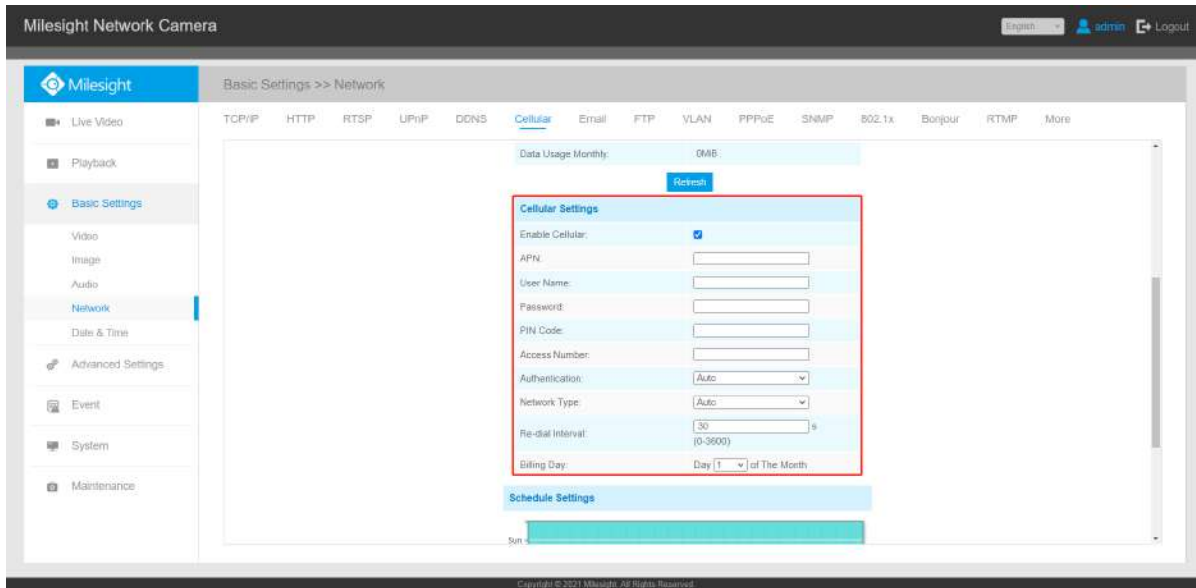 Milesight Network Camera
English admin Logout
Milesight
Basic Settings >> Network
Live Video
Playback
Basic Settings
Video
Image
Audio
Network
Date & Time
Advanced Settings
Event
System
Maintenance
TCP/IP HTTP RTSP UPnP DDNS Cellular Email FTP VLAN PPPoE SNMP 802.1x Bonjour RTMP More
Data Usage Monthly: 0MiB
Refresh
Cellular Settings
Enable Cellular:
APN:
User Name:
Password:
PIN Code:
Access Number:
Authentication: Auto
Network Type: Auto
Re-dial Interval: 30 s
(0-3600)
Billing Day: Day 1 of The Month
Schedule Settings
Sun
Copyright © 2021 Milesight. All Rights Reserved.